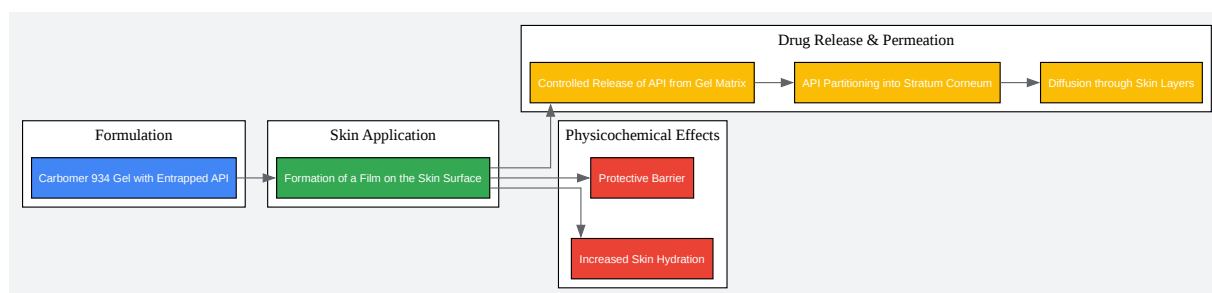 Drug Release & Permeation
Controlled Release of API from Gel Matrix
API Partitioning into Stratum Corneum
Diffusion through Skin Layers
Formulation
Carbomer 934 Gel with Entrapped API
Skin Application
Formation of a Film on the Skin Surface
Physicochemical Effects
Protective Barrier
Increased Skin Hydration